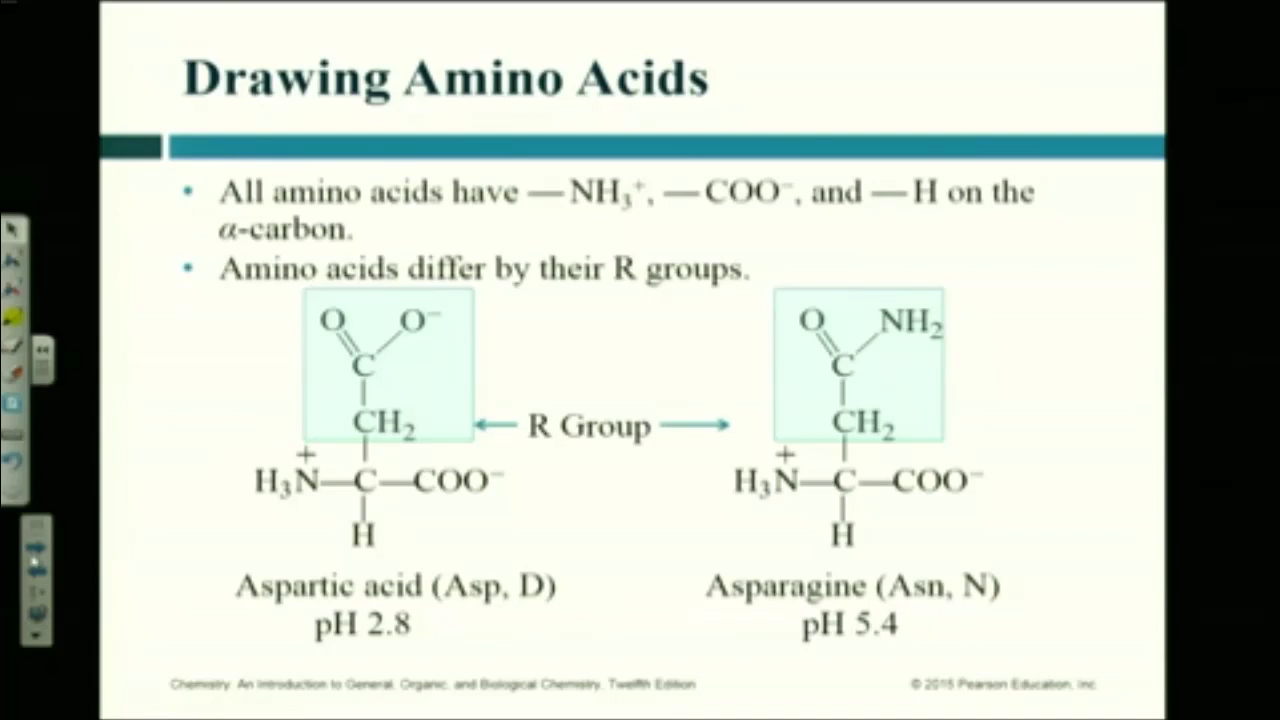 Drawing Amino Acids
• All amino acids have —NH₃⁺, —COO⁻, and —H on the
α-carbon.
• Amino acids differ by their R groups.
O O⁻
C
CH₂
+
H₃N—C—COO⁻
H
R Group
O NH₂
C
CH₂
+
H₃N—C—COO⁻
H
Aspartic acid (Asp, D)
pH 2.8
Asparagine (Asn, N)
pH 5.4
Chemistry: An Introduction to General, Organic, and Biological Chemistry, Twelfth Edition
© 2015 Pearson Education, Inc.